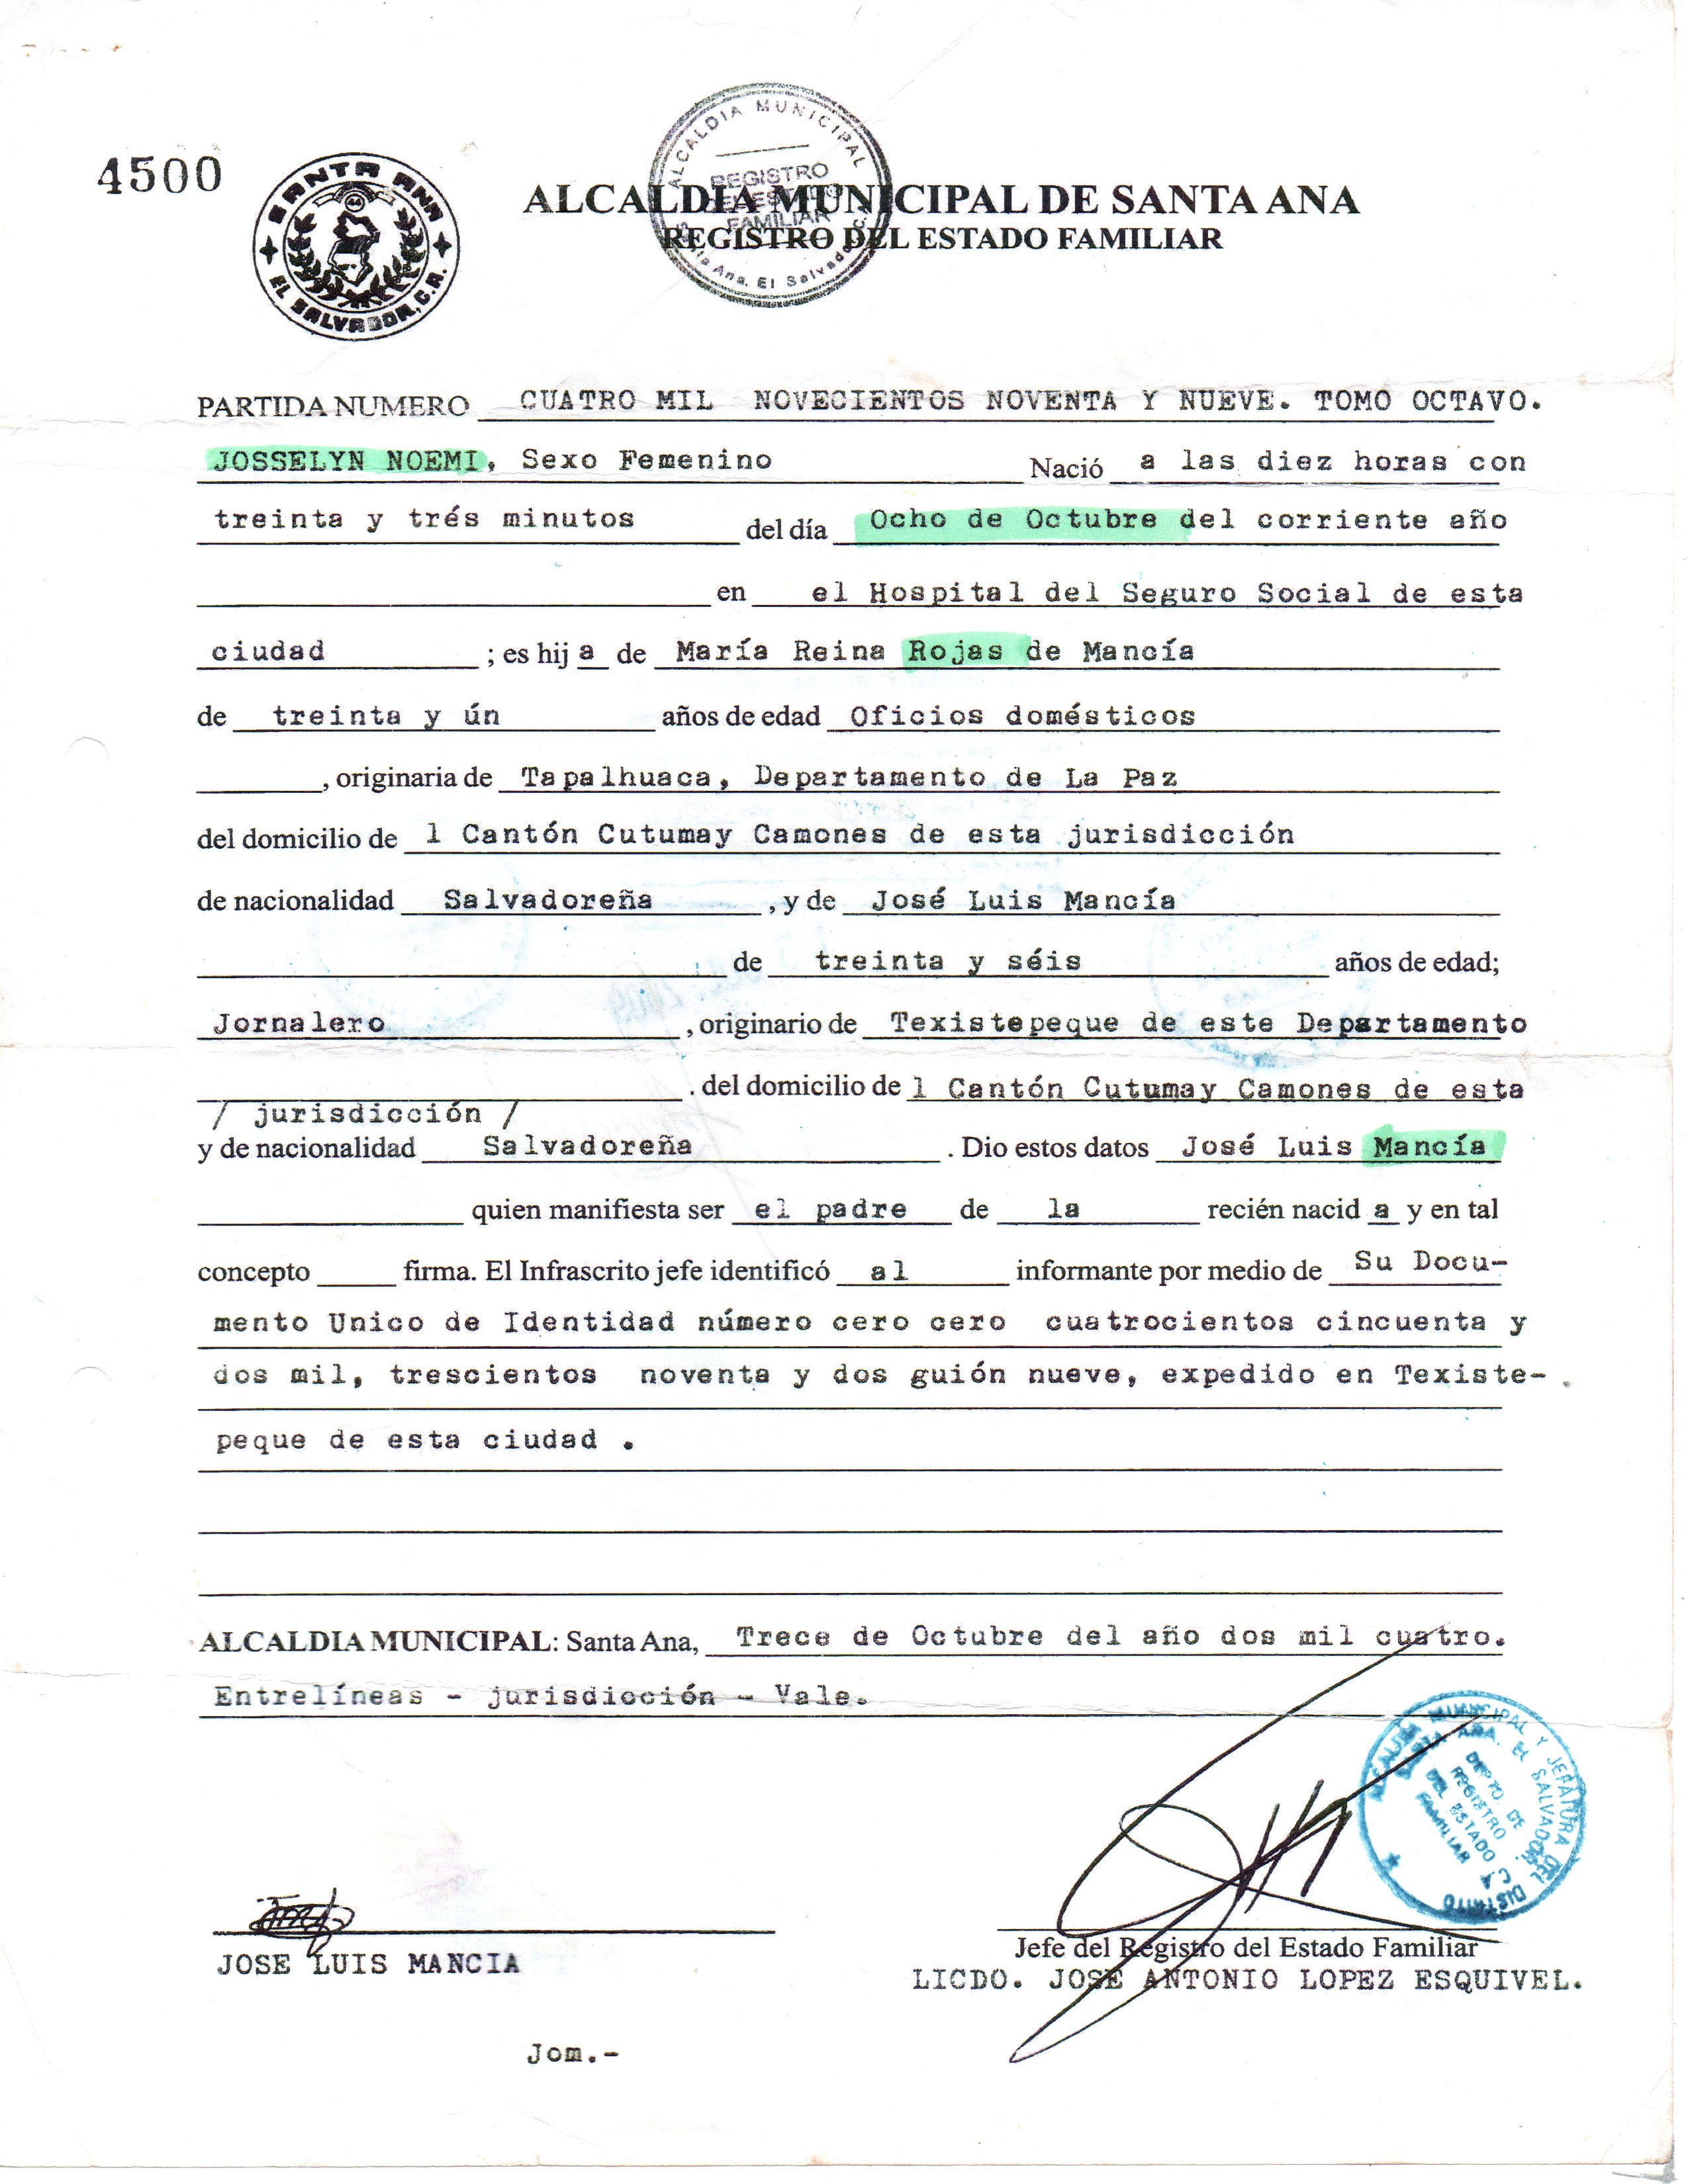 4500
SANTA ANA
EL SALVADOR, C.A.
ALCALDIA MUNICIPAL
REGISTRO
DEL ESTADO
FAMILIAR
Santa Ana, El Salvador, C.A.
ALCALDIA MUNICIPAL DE SANTA ANA
REGISTRO DEL ESTADO FAMILIAR
PARTIDA NUMERO CUATRO MIL NOVECIENTOS NOVENTA Y NUEVE. TOMO OCTAVO.
JOSSELYN NOEMI, Sexo Femenino Nació a las diez horas con
treinta y trés minutos del día Ocho de Octubre del corriente año
en el Hospital del Seguro Social de esta
ciudad ; es hij a de María Reina Rojas de Mancía
de treinta y ún años de edad Oficios domésticos
, originaria de Tapalhuaca, Departamento de La Paz
del domicilio de l Cantón Cutumay Camones de esta jurisdicción
de nacionalidad Salvadoreña , y de José Luis Mancía
de treinta y séis años de edad;
Jornalero , originario de Texistepeque de este Departamento
. del domicilio de l Cantón Cutumay Camones de esta
/ jurisdicción /
y de nacionalidad Salvadoreña . Dio estos datos José Luis Mancía
quien manifiesta ser el padre de la recién nacid a y en tal
concepto firma. El Infrascrito jefe identificó al informante por medio de Su Docu-
mento Unico de Identidad número cero cero cuatrocientos cincuenta y
dos mil, trescientos noventa y dos guión nueve, expedido en Texiste-
peque de esta ciudad .
ALCALDIA MUNICIPAL: Santa Ana, Trece de Octubre del año dos mil cuatro.
Entrelíneas - jurisdicción - Vale.
ALCALDIA MUNICIPAL Y JEFATURA DEL DISTRITO
SANTA ANA, EL SALVADOR, C.A.
DEPTO DE
REGISTRO
DEL ESTADO
FAMILIAR
JOSE LUIS MANCIA
Jefe del Registro del Estado Familiar
LICDO. JOSE ANTONIO LOPEZ ESQUIVEL.
Jom.-